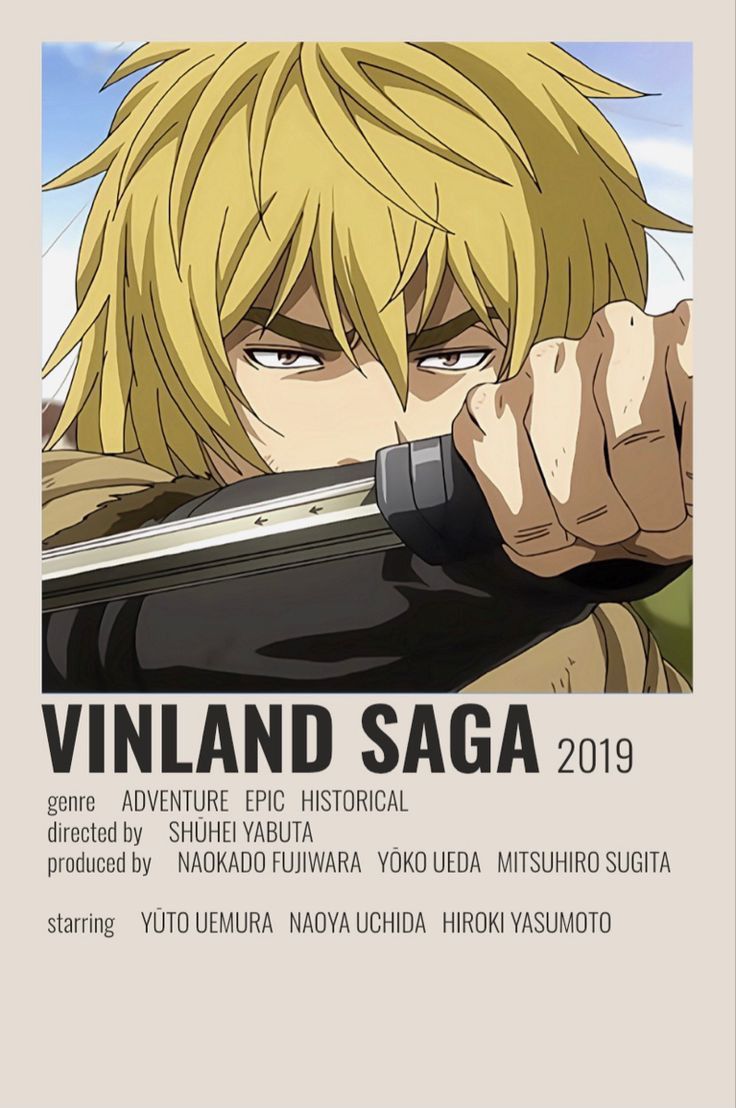 VINLAND SAGA 2019
genre ADVENTURE EPIC HISTORICAL
directed by SHŪHEI YABUTA
produced by NAOKADO FUJIWARA YŌKO UEDA MITSUHIRO SUGITA
starring YŪTO UEMURA NAOYA UCHIDA HIROKI YASUMOTO